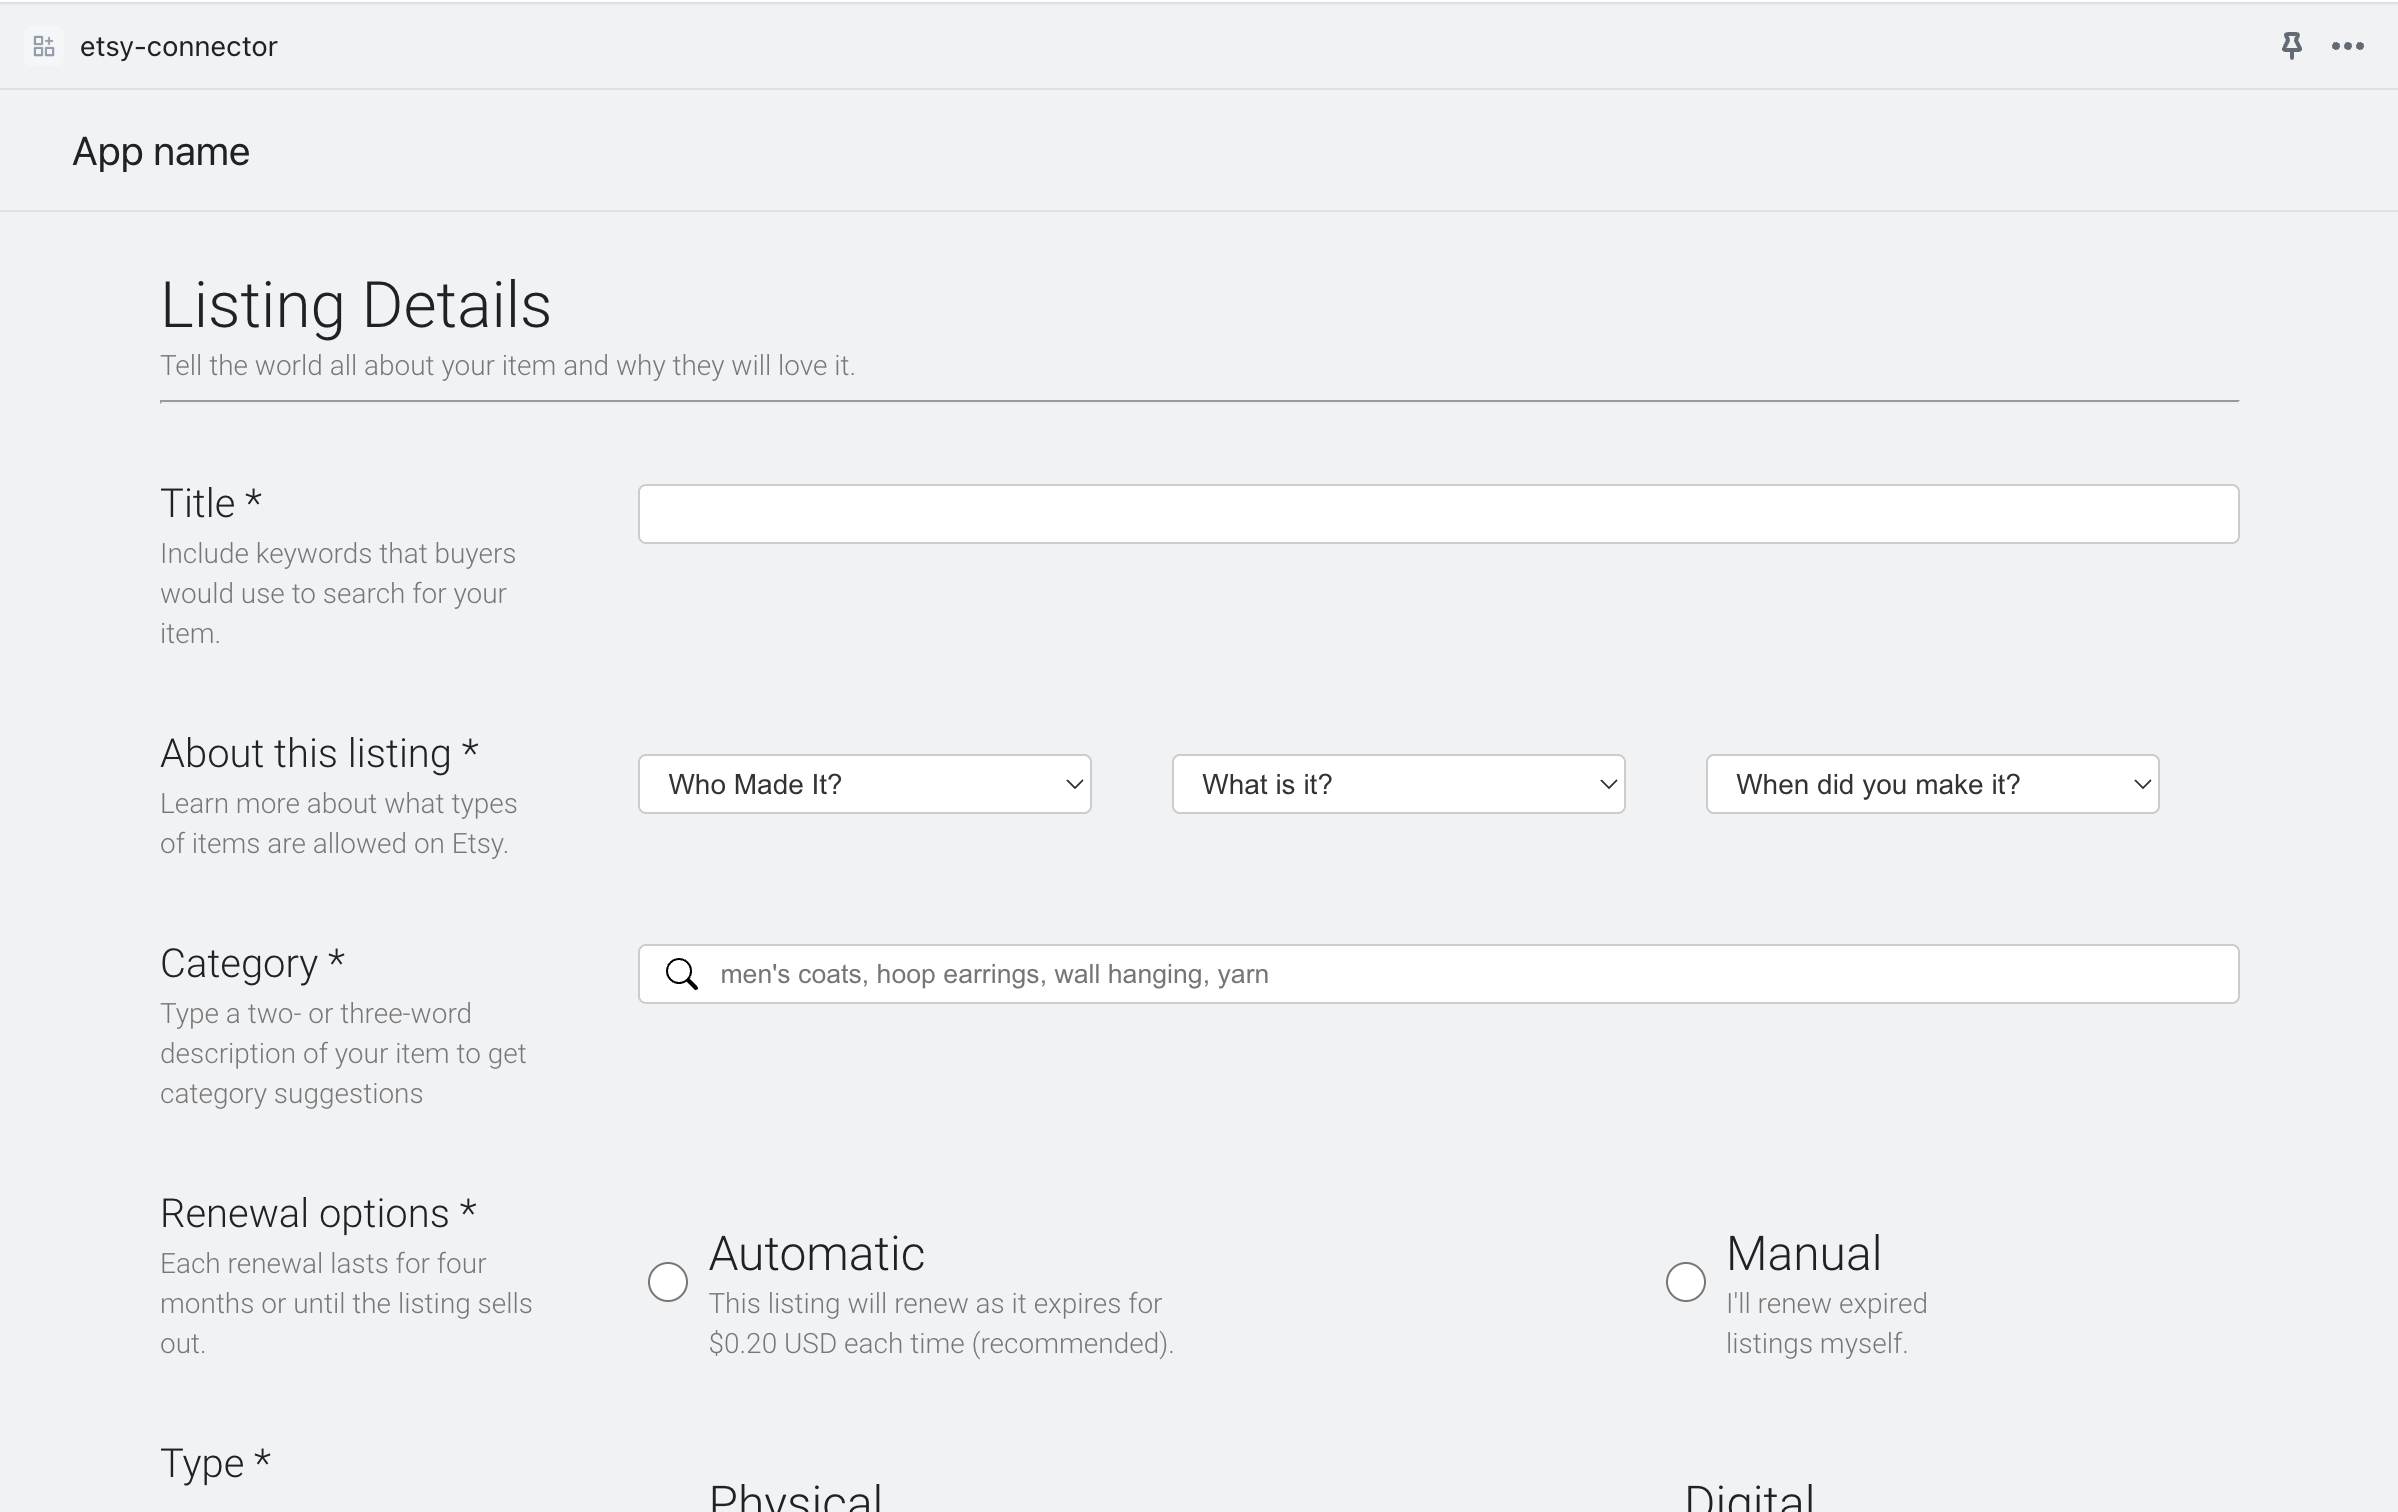 etsy-connector
App name
Listing Details
Tell the world all about your item and why they will love it.
Title *
Include keywords that buyers
would use to search for your
item.
About this listing *
Learn more about what types
of items are allowed on Etsy.
Who Made It?
What is it?
When did you make it?
Category *
Type a two- or three-word
description of your item to get
category suggestions
men's coats, hoop earrings, wall hanging, yarn
Renewal options *
Each renewal lasts for four
months or until the listing sells
out.
Automatic
This listing will renew as it expires for
$0.20 USD each time (recommended).
Manual
I'll renew expired
listings myself.
Type *
Physical
Digital